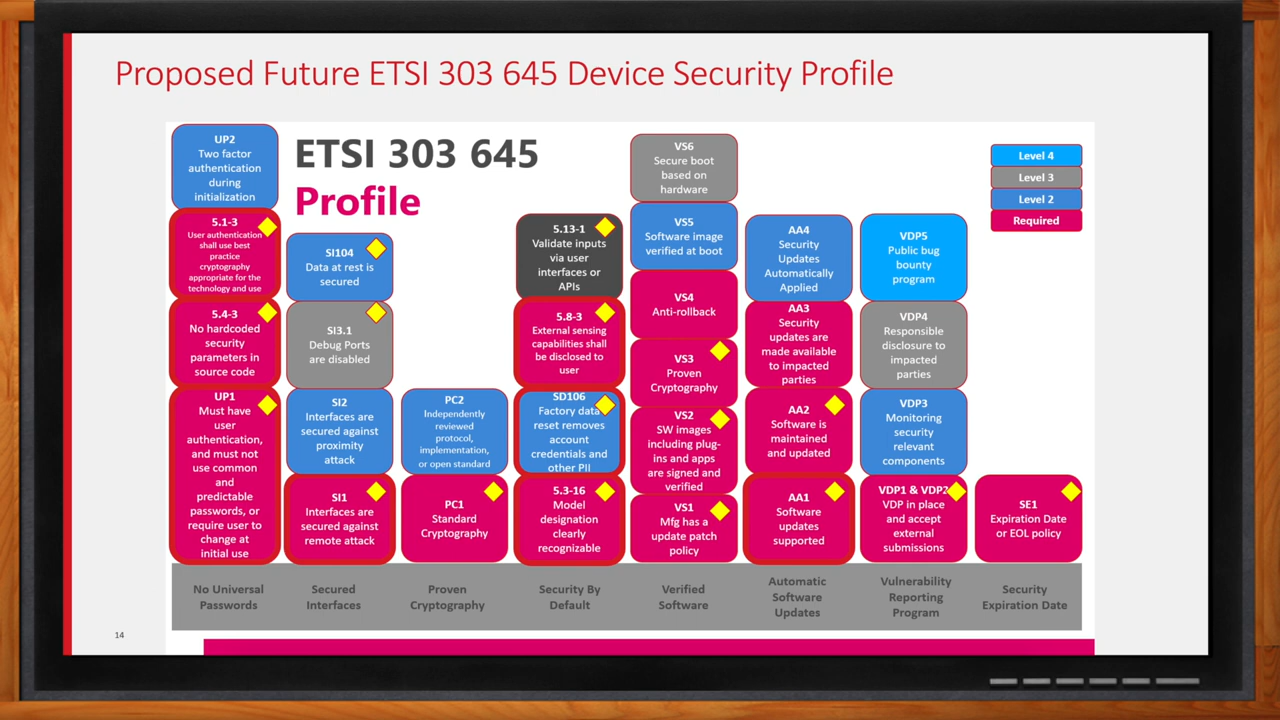 Proposed Future ETSI 303 645 Device Security Profile
ETSI 303 645
Profile
UP2
Two factor
authentication
during
initialization
5.1-3
User authentication
shall use best
practice
cryptography
appropriate for the
technology and use
5.4-3
No hardcoded
security
parameters in
source code
UP1
Must have
user
authentication,
and must not
use common
and
predictable
passwords, or
require user to
change at
initial use
No Universal
Passwords
SI104
Data at rest is
secured
SI3.1
Debug Ports
are disabled
SI2
Interfaces are
secured against
proximity
attack
SI1
Interfaces are
secured against
remote attack
Secured
Interfaces
PC2
Independently
reviewed
protocol,
implementation,
or open standard
PC1
Standard
Cryptography
Proven
Cryptography
5.13-1
Validate inputs
via user
interfaces or
APIs
5.8-3
External sensing
capabilities shall
be disclosed to
user
SD106
Factory data
reset removes
account
credentials and
other PII
5.3-16
Model
designation
clearly
recognizable
Security By
Default
VS6
Secure boot
based on
hardware
VS5
Software image
verified at boot
VS4
Anti-rollback
VS3
Proven
Cryptography
VS2
SW images
including plug-
ins and apps
are signed and
verified
VS1
Mfg has a
update patch
policy
Verified
Software
AA4
Security
Updates
Automatically
Applied
AA3
Security
updates are
made available
to impacted
parties
AA2
Software is
maintained
and updated
AA1
Software
updates
supported
Automatic
Software
Updates
VDP5
Public bug
bounty
program
VDP4
Responsible
disclosure to
impacted
parties
VDP3
Monitoring
security
relevant
components
VDP1 & VDP2
VDP in place
and accept
external
submissions
Vulnerability
Reporting
Program
SE1
Expiration Date
or EOL policy
Security
Expiration Date
Level 4
Level 3
Level 2
Required
14